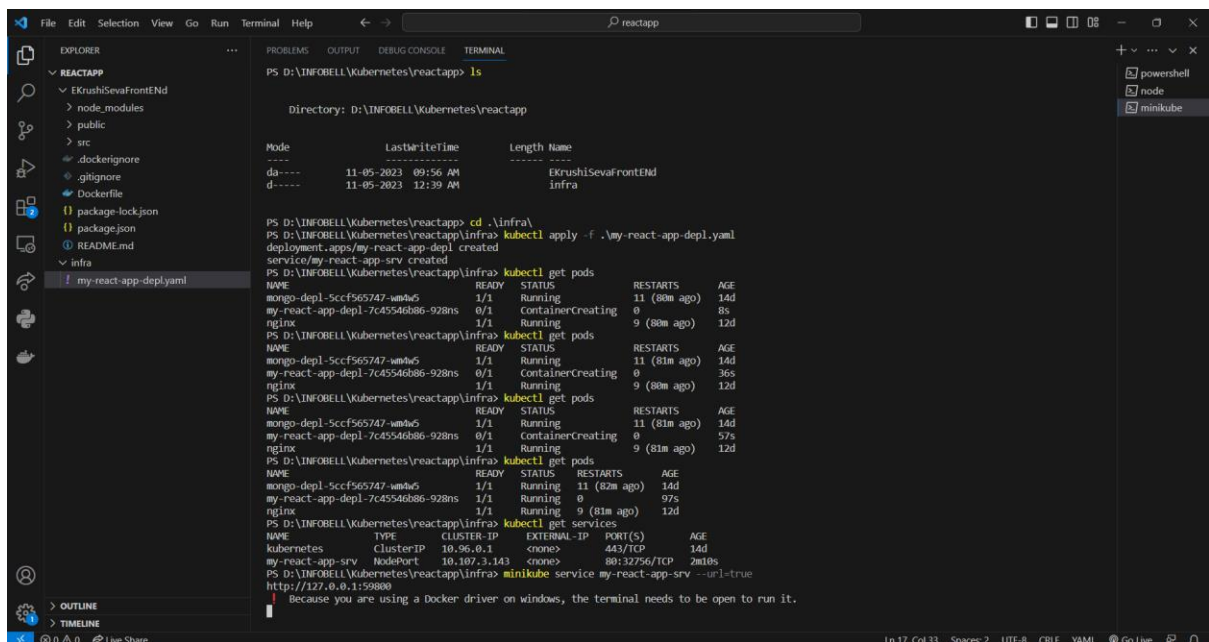 File Edit Selection View Go Run Terminal Help
reactapp
EXPLORER
REACTAPP
EKrushiSevaFrontENd
node_modules
public
src
.dockerignore
.gitignore
Dockerfile
package-lock.json
package.json
README.md
infra
my-react-app-depl.yaml
OUTLINE
TIMELINE
PROBLEMS OUTPUT DEBUG CONSOLE TERMINAL
PS D:\INFOBELL\Kubernetes\reactapp> ls
Directory: D:\INFOBELL\Kubernetes\reactapp
Mode LastWriteTime Length Name
---- ------------- ------ ----
da---- 11-05-2023 09:56 AM EKrushiSevaFrontENd
d----- 11-05-2023 12:39 AM infra
PS D:\INFOBELL\Kubernetes\reactapp> cd .\infra\
PS D:\INFOBELL\Kubernetes\reactapp\infra> kubectl apply -f .\my-react-app-depl.yaml
deployment.apps/my-react-app-depl created
service/my-react-app-srv created
PS D:\INFOBELL\Kubernetes\reactapp\infra> kubectl get pods
NAME READY STATUS RESTARTS AGE
mongo-depl-5ccf565747-wm4w5 1/1 Running 11 (80m ago) 14d
my-react-app-depl-7c45546b86-928ns 0/1 ContainerCreating 0 8s
nginx 1/1 Running 9 (80m ago) 12d
PS D:\INFOBELL\Kubernetes\reactapp\infra> kubectl get pods
NAME READY STATUS RESTARTS AGE
mongo-depl-5ccf565747-wm4w5 1/1 Running 11 (81m ago) 14d
my-react-app-depl-7c45546b86-928ns 0/1 ContainerCreating 0 36s
nginx 1/1 Running 9 (80m ago) 12d
PS D:\INFOBELL\Kubernetes\reactapp\infra> kubectl get pods
NAME READY STATUS RESTARTS AGE
mongo-depl-5ccf565747-wm4w5 1/1 Running 11 (81m ago) 14d
my-react-app-depl-7c45546b86-928ns 0/1 ContainerCreating 0 57s
nginx 1/1 Running 9 (81m ago) 12d
PS D:\INFOBELL\Kubernetes\reactapp\infra> kubectl get pods
NAME READY STATUS RESTARTS AGE
mongo-depl-5ccf565747-wm4w5 1/1 Running 11 (82m ago) 14d
my-react-app-depl-7c45546b86-928ns 1/1 Running 0 97s
nginx 1/1 Running 9 (81m ago) 12d
PS D:\INFOBELL\Kubernetes\reactapp\infra> kubectl get services
NAME TYPE CLUSTER-IP EXTERNAL-IP PORT(S) AGE
kubernetes ClusterIP 10.96.0.1 <none> 443/TCP 14d
my-react-app-srv NodePort 10.107.3.143 <none> 80:32756/TCP 2m10s
PS D:\INFOBELL\Kubernetes\reactapp\infra> minikube service my-react-app-srv --url=true
http://127.0.0.1:59800
! Because you are using a Docker driver on windows, the terminal needs to be open to run it.
powershell
node
minikube
2
1
0 0 Live Share
Ln 17, Col 33 Spaces: 2 UTF-8 CRLF YAML Go Live